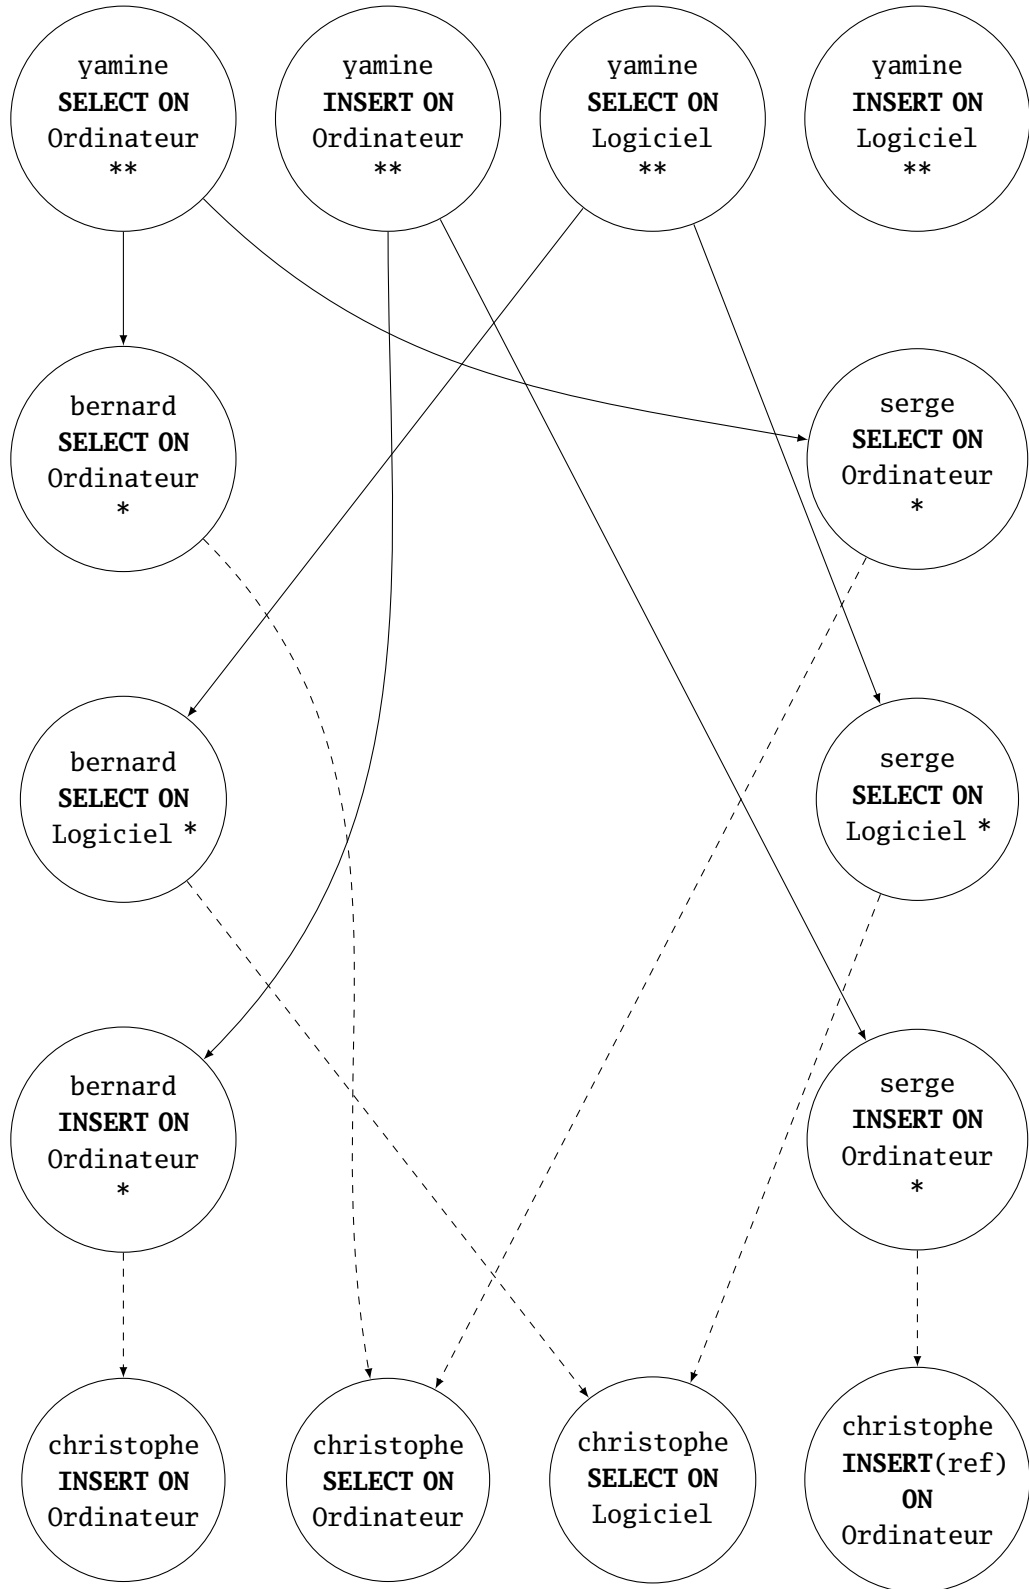 yamine
SELECT ON
Ordinateur
**
yamine
INSERT ON
Ordinateur
**
yamine
SELECT ON
Logiciel
**
yamine
INSERT ON
Logiciel
**
bernard
SELECT ON
Ordinateur
*
serge
SELECT ON
Ordinateur
*
bernard
SELECT ON
Logiciel *
serge
SELECT ON
Logiciel *
bernard
INSERT ON
Ordinateur
*
serge
INSERT ON
Ordinateur
*
christophe
INSERT ON
Ordinateur
christophe
SELECT ON
Ordinateur
christophe
SELECT ON
Logiciel
christophe
INSERT(ref)
ON
Ordinateur